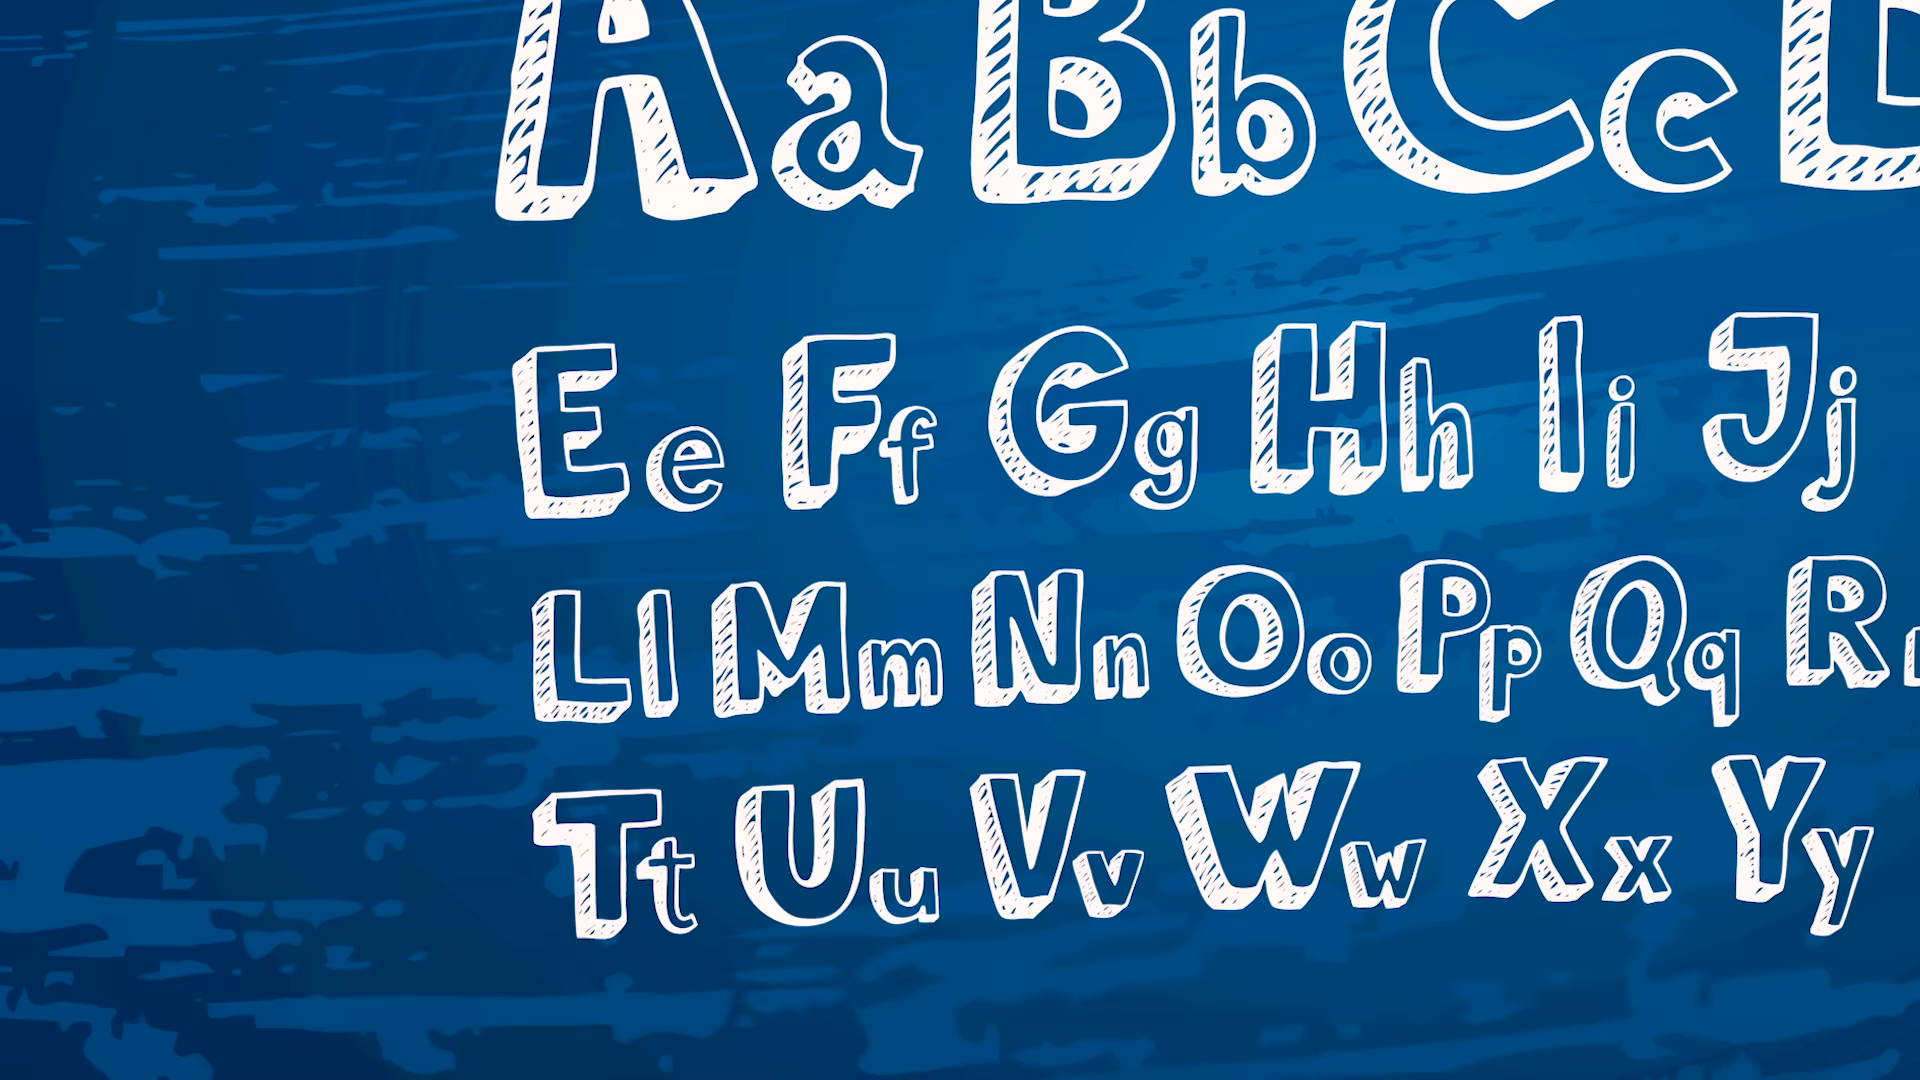 Aa Bb Cc D
Ee Ff Gg Hh Ii Jj
Ll Mm Nn Oo Pp Qq R
Tt Uu Vv Ww Xx Yy